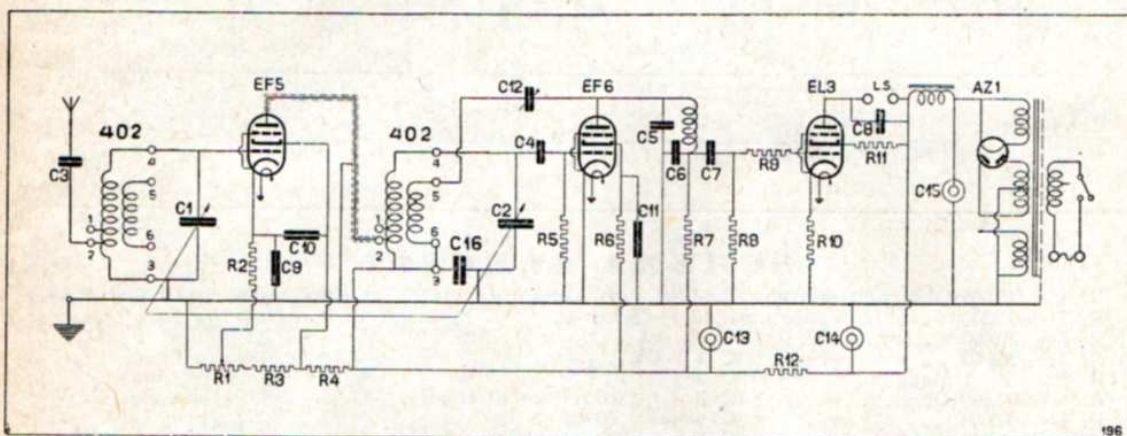 EF5
C12
EF6
EL3
L.S.
AZ1
402
402
C3
4
5
1
2
6
3
C1
4
5
1
2
6
3
C4
C5
C6
C7
C8
R9
R11
C15
C2
C10
R2
C9
C16
R5
R6
C11
R7
R8
R10
C13
C14
R1
R3
R4
R12
196